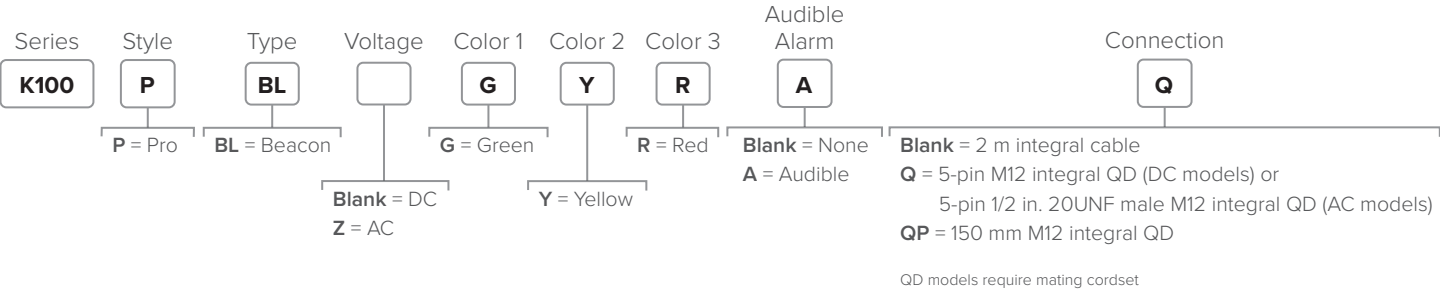 Series Style Type Voltage Color 1 Color 2 Color 3 Audible Alarm Connection
K100 P BL G Y R A Q
P = Pro
BL = Beacon
Blank = DC
Z = AC
G = Green
Y = Yellow
R = Red
Blank = None
A = Audible
Blank = 2 m integral cable
Q = 5-pin M12 integral QD (DC models) or
5-pin 1/2 in. 20UNF male M12 integral QD (AC models)
QP = 150 mm M12 integral QD
QD models require mating cordset